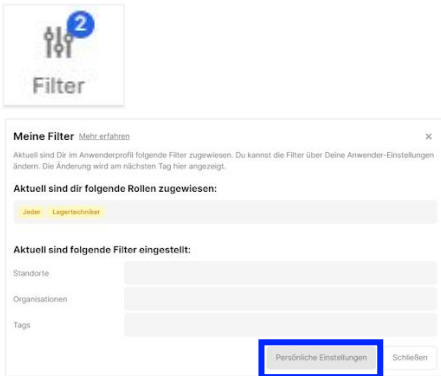 2
Filter
Meine Filter Mehr erfahren ×
Aktuell sind Dir im Anwenderprofil folgende Filter zugewiesen. Du kannst die Filter über Deine Anwender-Einstellungen
ändern. Die Änderung wird am nächsten Tag hier angezeigt.
Aktuell sind dir folgende Rollen zugewiesen:
Jeder Lagertechniker
Aktuell sind folgende Filter eingestellt:
Standorte
Organisationen
Tags
Persönliche Einstellungen Schließen